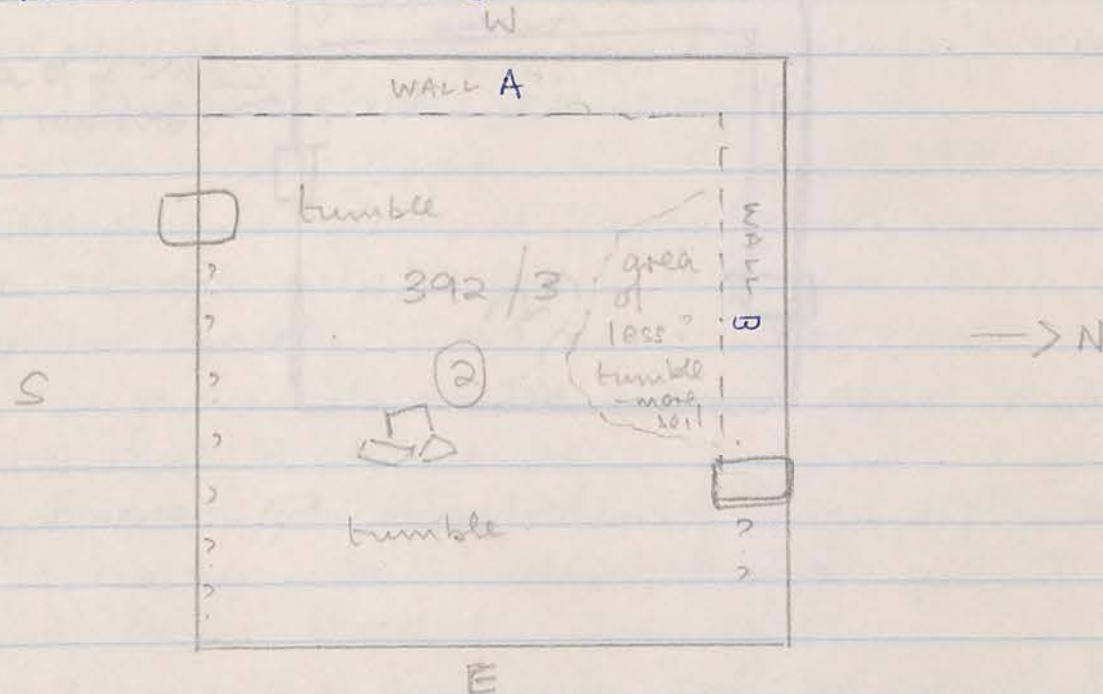 W
WALL A
tumble
392/3
area
of
less?
tumble
- more
soil
WALL B
?
?
?
?
?
?
?
S
→ N
2
tumble
?
?
E